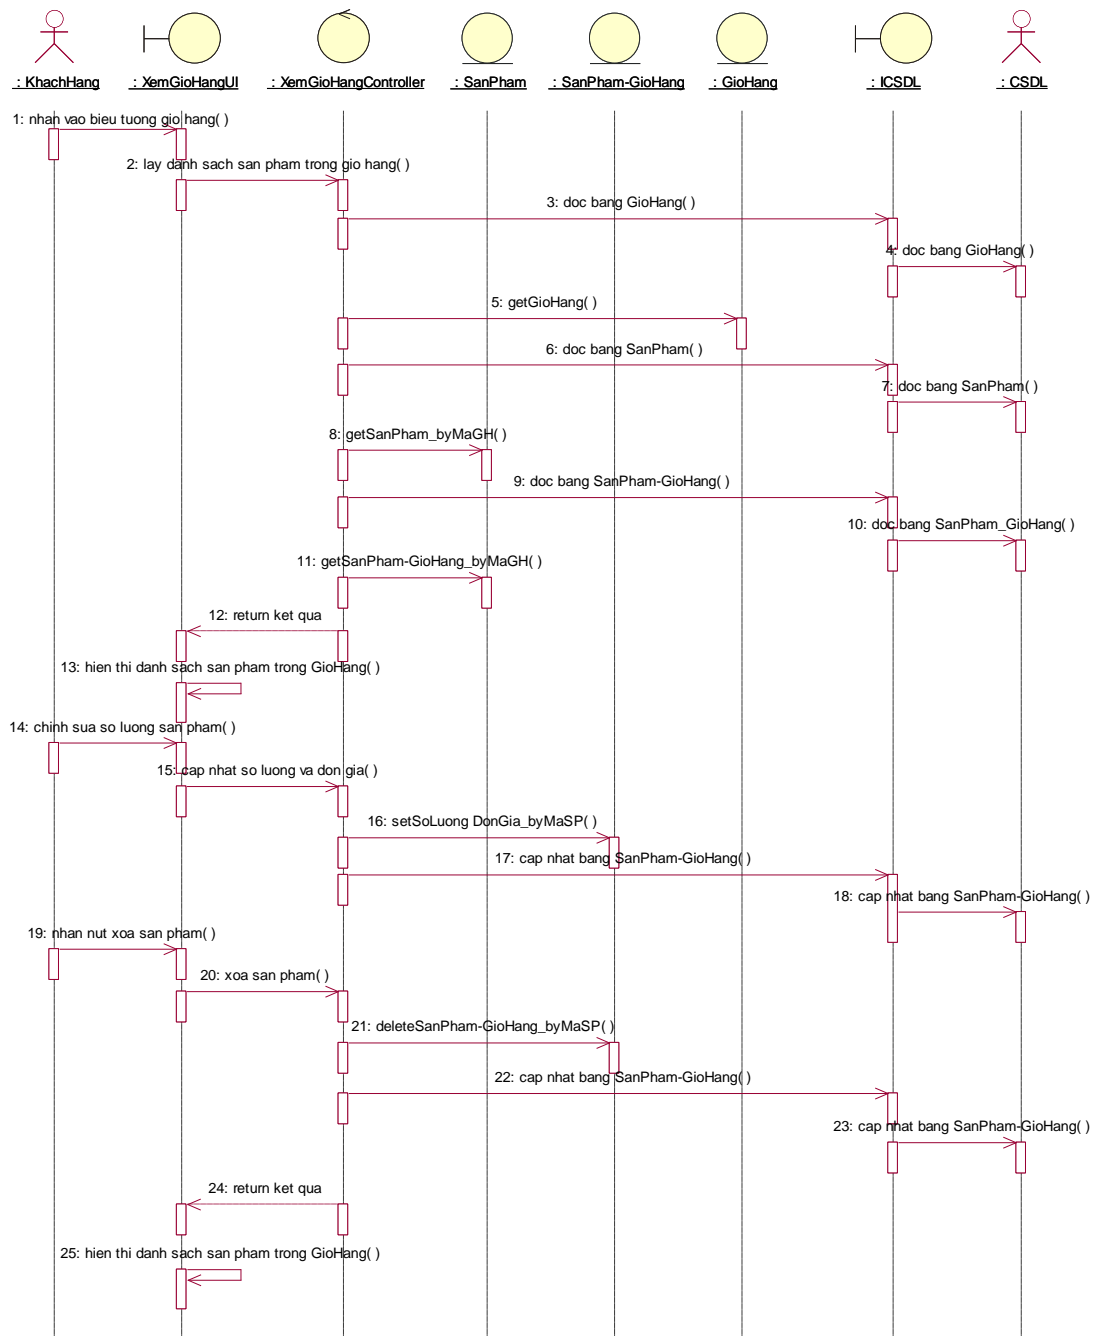 : KhachHang
: XemGioHangUI
: XemGioHangController
: SanPham
: SanPham-GioHang
: GioHang
: ICSDL
: CSDL
1: nhan vao bieu tuong gio hang( )
2: lay danh sach san pham trong gio hang( )
3: doc bang GioHang( )
4: doc bang GioHang( )
5: getGioHang( )
6: doc bang SanPham( )
7: doc bang SanPham( )
8: getSanPham_byMaGH( )
9: doc bang SanPham-GioHang( )
10: doc bang SanPham_GioHang( )
11: getSanPham-GioHang_byMaGH( )
12: return ket qua
13: hien thi danh sach san pham trong GioHang( )
14: chinh sua so luong san pham( )
15: cap nhat so luong va don gia( )
16: setSoLuong DonGia_byMaSP( )
17: cap nhat bang SanPham-GioHang( )
18: cap nhat bang SanPham-GioHang( )
19: nhan nut xoa san pham( )
20: xoa san pham( )
21: deleteSanPham-GioHang_byMaSP( )
22: cap nhat bang SanPham-GioHang( )
23: cap nhat bang SanPham-GioHang( )
24: return ket qua
25: hien thi danh sach san pham trong GioHang( )